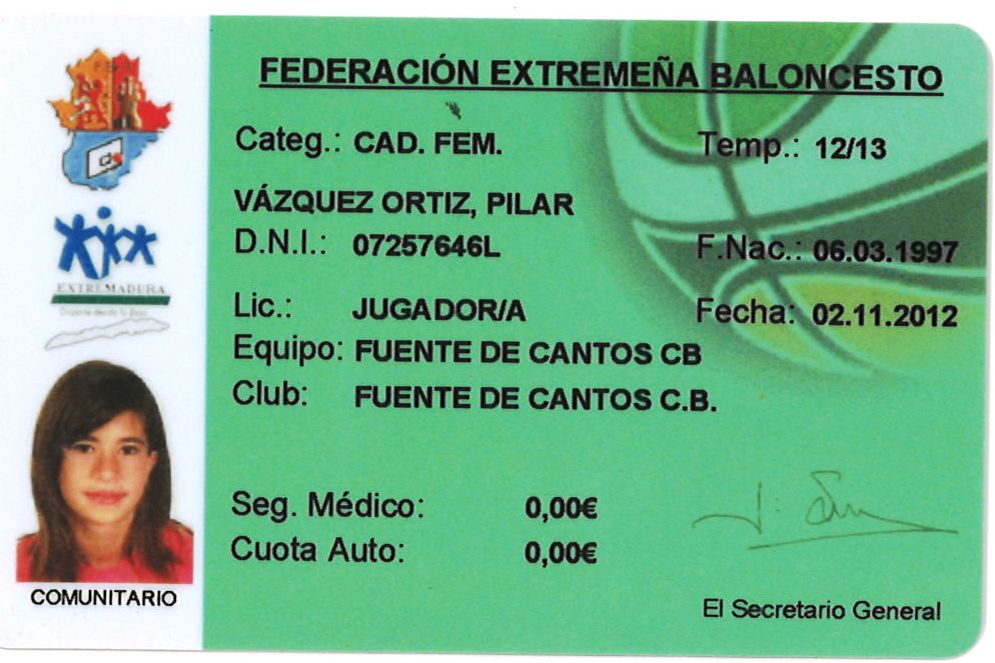 FEDERACIÓN EXTREMEÑA BALONCESTO
Categ.: CAD. FEM. Temp.: 12/13
VÁZQUEZ ORTIZ, PILAR
D.N.I.: 07257646L F.Nac.: 06.03.1997
Lic.: JUGADOR/A Fecha: 02.11.2012
Equipo: FUENTE DE CANTOS CB
Club: FUENTE DE CANTOS C.B.
Seg. Médico: 0,00€
Cuota Auto: 0,00€
El Secretario General
EXTREMADURA
COMUNITARIO